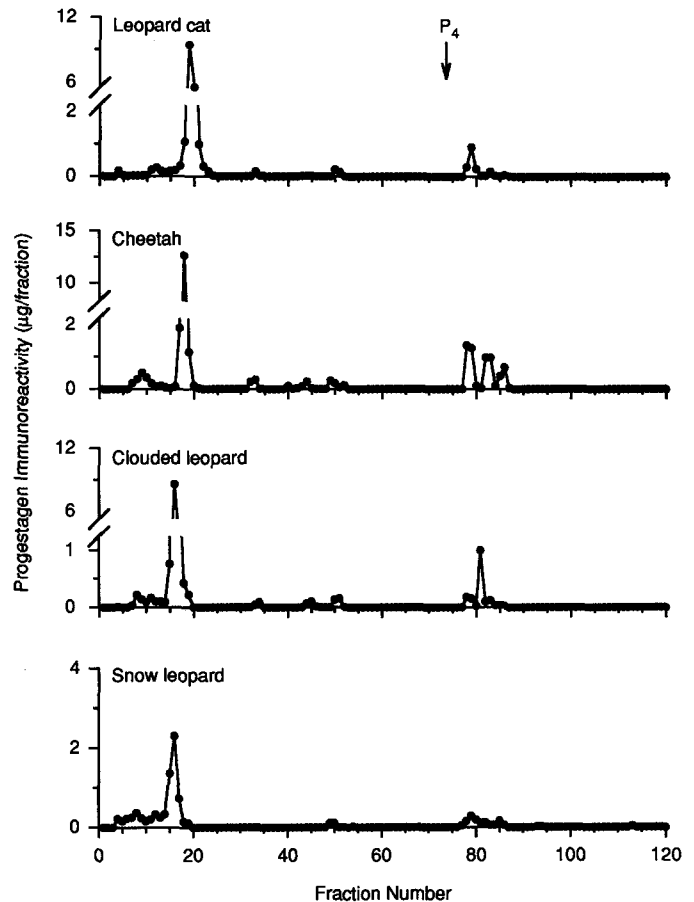 12
Leopard cat
P4
6
2
0
15
Cheetah
10
2
0
12
Clouded leopard
6
1
0
4
Snow leopard
2
0
0 20 40 60 80 100 120
Fraction Number
Progestagen Immunoreactivity (μg/fraction)